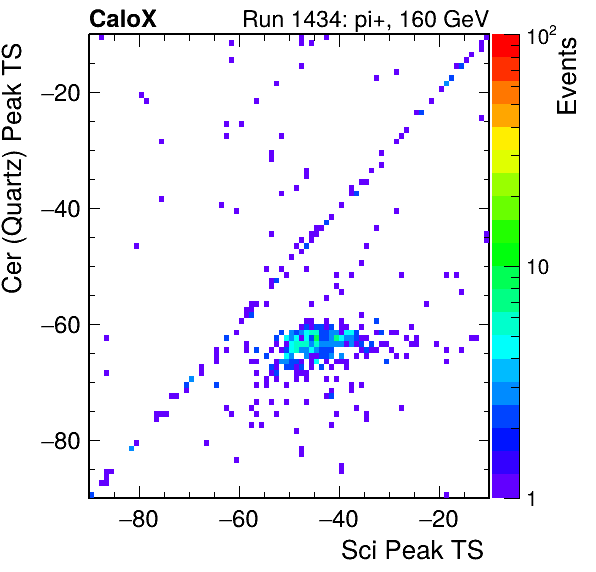 CaloX Run 1434: pi+, 160 GeV
Cer (Quartz) Peak TS
−20
−40
−60
−80
−80 −60 −40 −20
Sci Peak TS
10²
10
1
Events